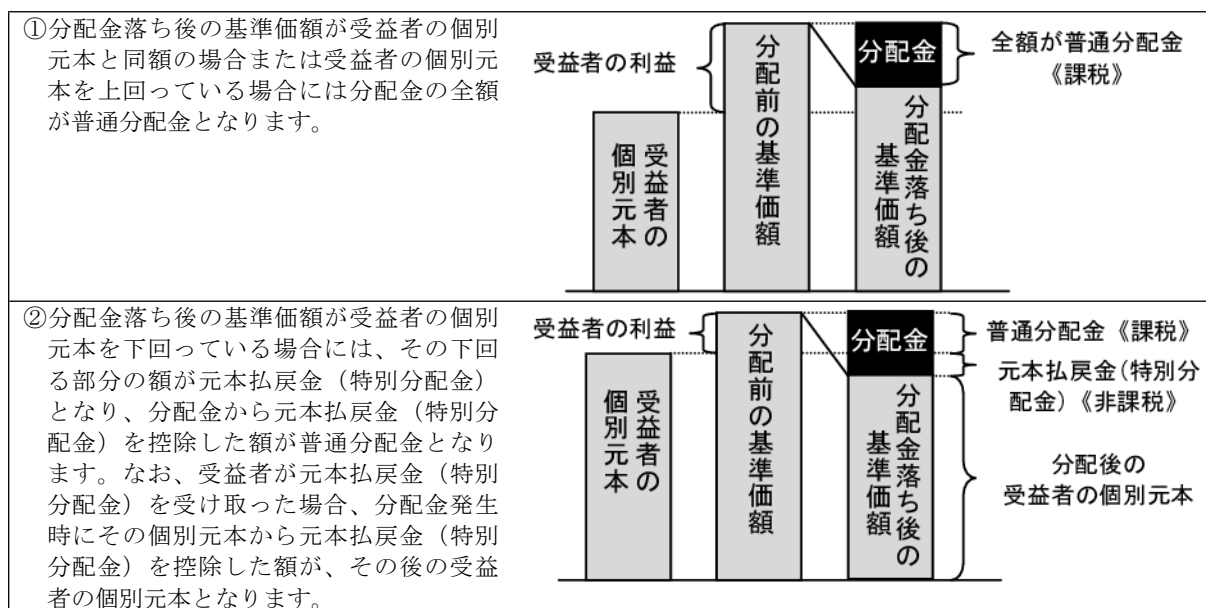 ①分配金落ち後の基準価額が受益者の個別
元本と同額の場合または受益者の個別元
本を上回っている場合には分配金の全額
が普通分配金となります。
受益者の利益
受益者の
個別元本
分配前の基準価額
分配金
分配金落ち後の
基準価額
全額が普通分配金
《課税》
②分配金落ち後の基準価額が受益者の個別
元本を下回っている場合には、その下回
る部分の額が元本払戻金（特別分配金）
となり、分配金から元本払戻金（特別分
配金）を控除した額が普通分配金となり
ます。なお、受益者が元本払戻金（特別
分配金）を受け取った場合、分配金発生
時にその個別元本から元本払戻金（特別
分配金）を控除した額が、その後の受益
者の個別元本となります。
受益者の利益
受益者の
個別元本
分配前の基準価額
分配金
分配金落ち後の
基準価額
普通分配金《課税》
元本払戻金(特別分
配金)《非課税》
分配後の
受益者の個別元本